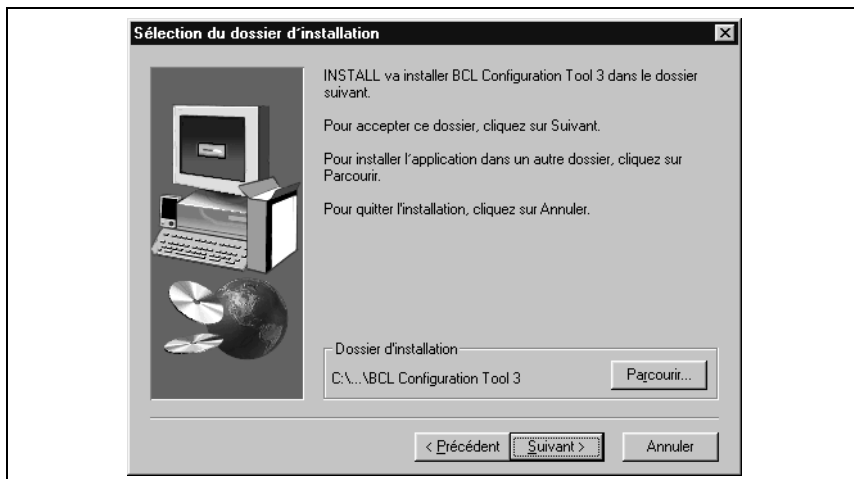 Sélection du dossier d'installation
INSTALL va installer BCL Configuration Tool 3 dans le dossier
suivant.
Pour accepter ce dossier, cliquez sur Suivant.
Pour installer l'application dans un autre dossier, cliquez sur
Parcourir.
Pour quitter l'installation, cliquez sur Annuler.
Dossier d'installation
C:\...\BCL Configuration Tool 3
Parcourir...
< Précédent
Suivant >
Annuler